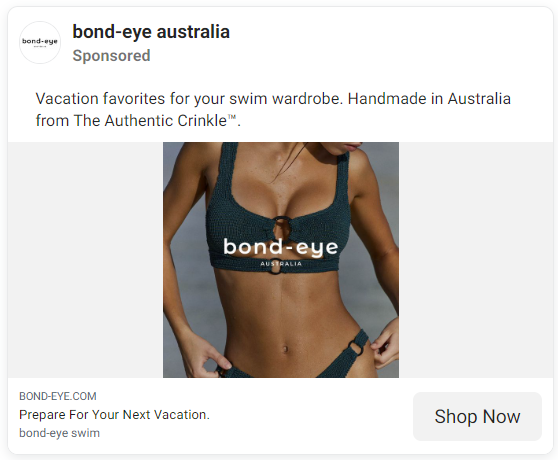 bond-eye
bond-eye australia
Sponsored
Vacation favorites for your swim wardrobe. Handmade in Australia
from The Authentic Crinkle™.
bond-eye
AUSTRALIA
BOND-EYE.COM
Prepare For Your Next Vacation.
bond-eye swim
Shop Now